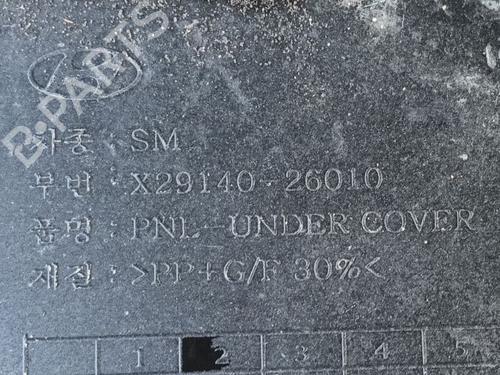 B-PARTS
차종 : SM
부번 : X29140-26010
품명 : PNL-UNDER COVER
재질 : >PP+G/F 30%<
1 2 3 4 5